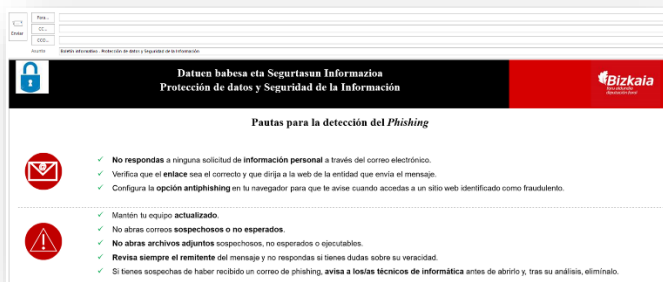 Para...
CC...
CCO...
Enviar
Asunto
Boletín informativo - Protección de datos y Seguridad de la Información
Datuen babesa eta Segurtasun Informazioa
Protección de datos y Seguridad de la Información
Bizkaia
foru aldundia
diputación foral
Pautas para la detección del Phishing
✓ No respondas a ninguna solicitud de información personal a través del correo electrónico.
✓ Verifica que el enlace sea el correcto y que dirija a la web de la entidad que envía el mensaje.
✓ Configura la opción antiphishing en tu navegador para que te avise cuando accedas a un sitio web identificado como fraudulento.
✓ Mantén tu equipo actualizado.
✓ No abras correos sospechosos o no esperados.
✓ No abras archivos adjuntos sospechosos, no esperados o ejecutables.
✓ Revisa siempre el remitente del mensaje y no respondas si tienes dudas sobre su veracidad.
✓ Si tienes sospechas de haber recibido un correo de phishing, avisa a los/as técnicos de informática antes de abrirlo y, tras su análisis, elimínalo.